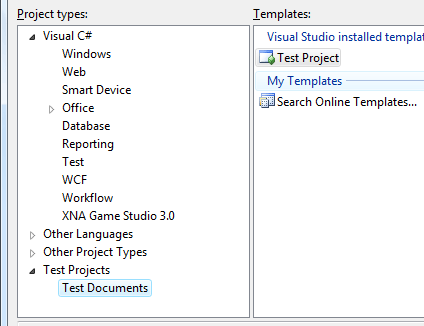 Project types:
Visual C#
Windows
Web
Smart Device
Office
Database
Reporting
Test
WCF
Workflow
XNA Game Studio 3.0
Other Languages
Other Project Types
Test Projects
Test Documents
Templates:
Visual Studio installed templat
Test Project
My Templates
Search Online Templates...